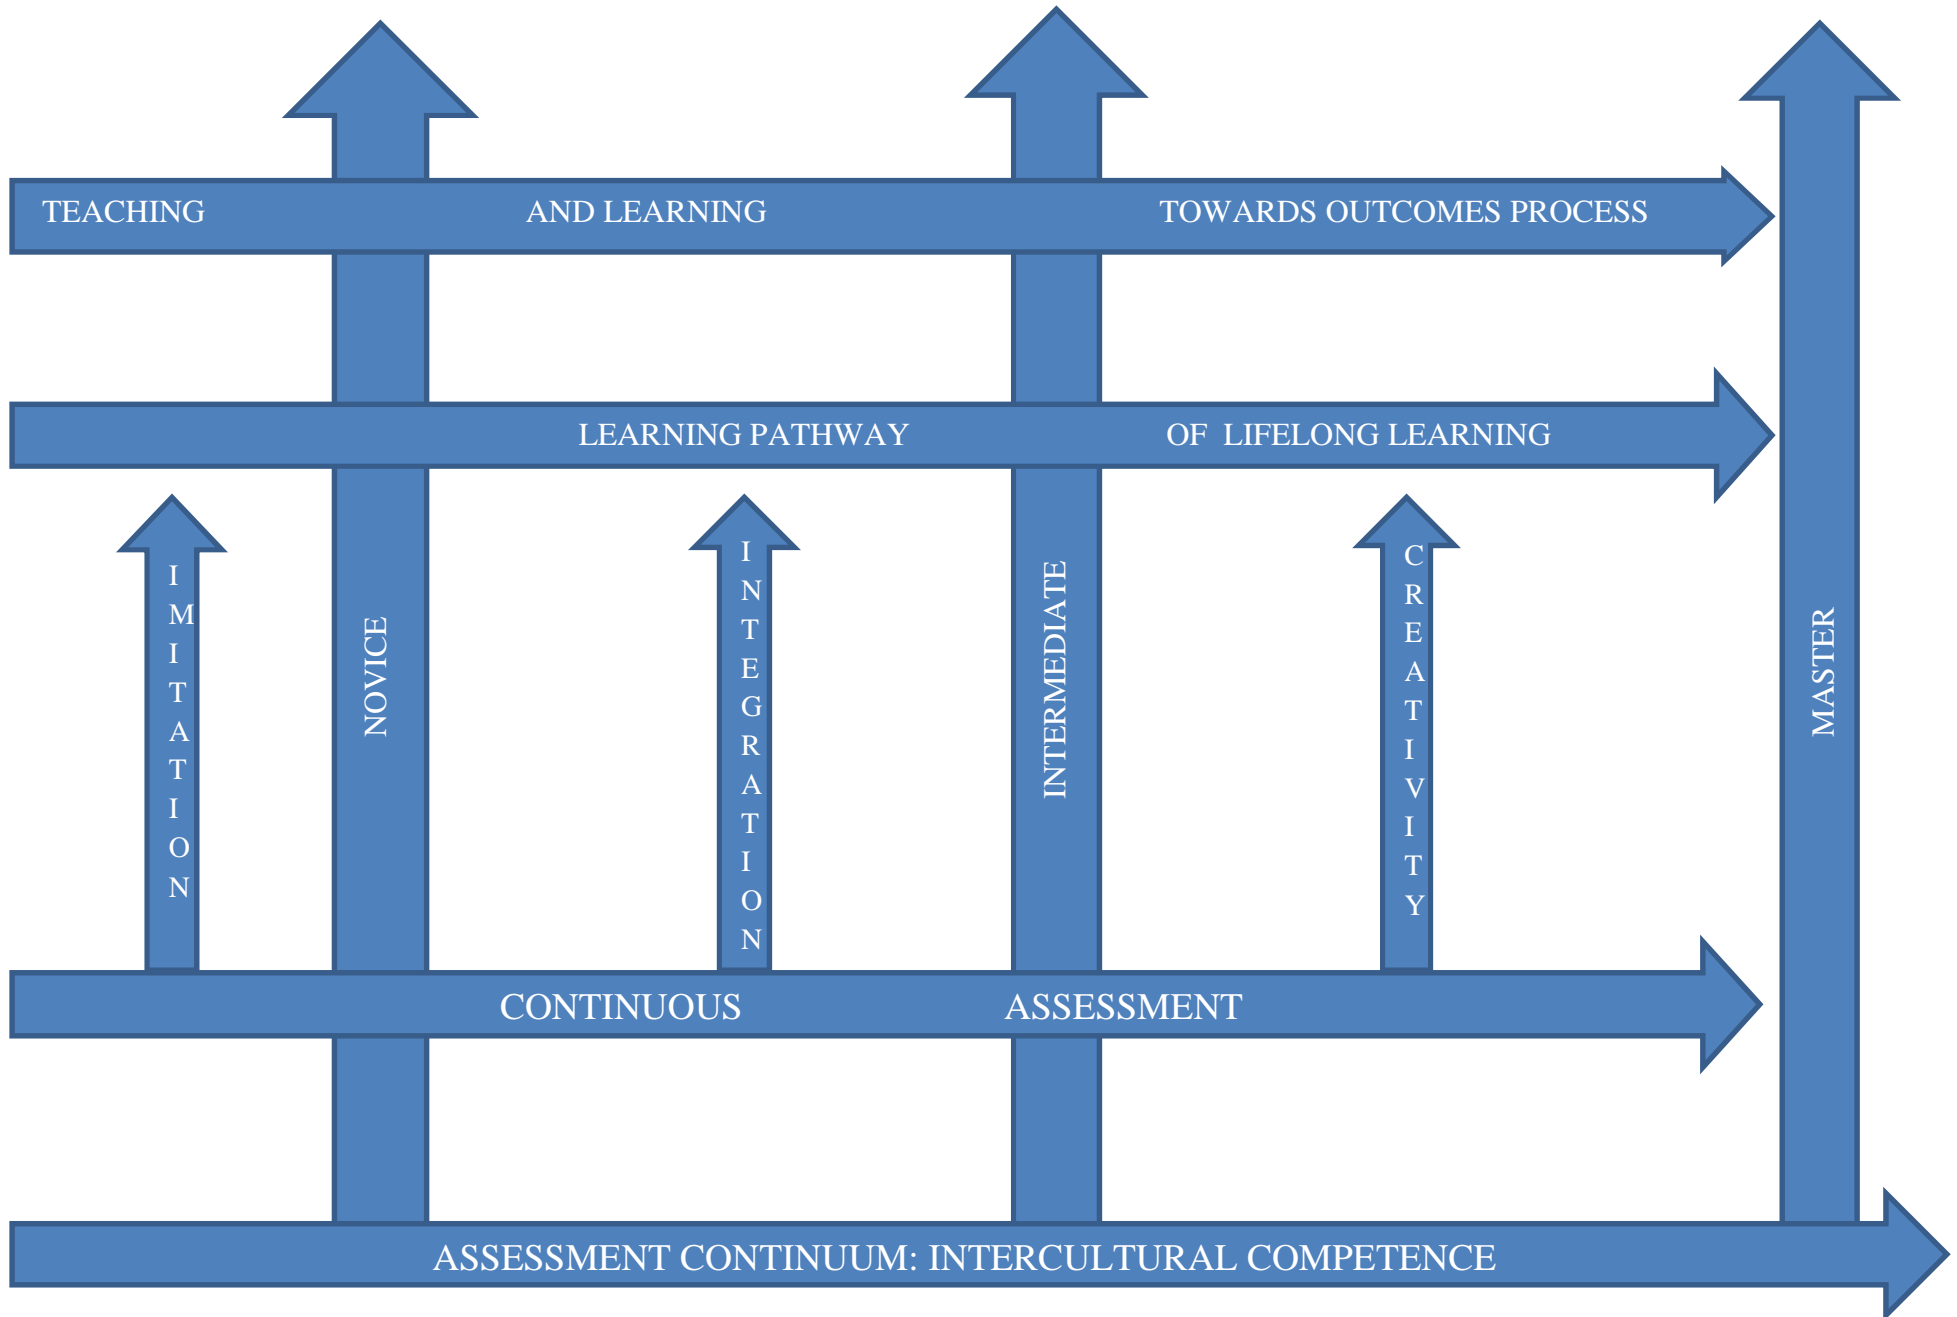 TEACHING AND LEARNING TOWARDS OUTCOMES PROCESS
LEARNING PATHWAY OF LIFELONG LEARNING
IMITATION
NOVICE
INTEGRATION
INTERMEDIATE
CREATIVITY
MASTER
CONTINUOUS ASSESSMENT
ASSESSMENT CONTINUUM: INTERCULTURAL COMPETENCE